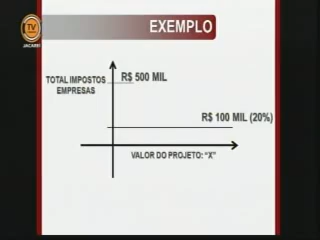 EXEMPLO
TV
JACAREÍ
TOTAL IMPOSTOS
EMPRESAS
R$ 500 MIL
R$ 100 MIL (20%)
VALOR DO PROJETO: "X"